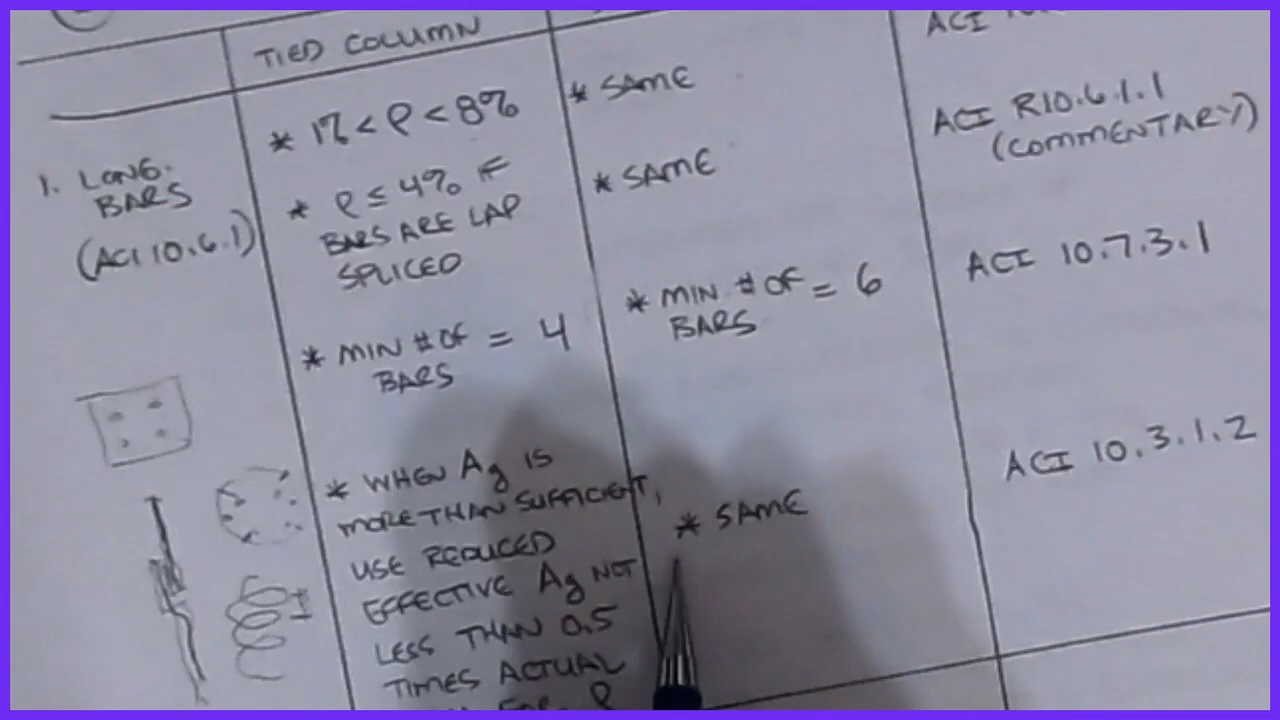 TIED COLUMN
1. LONG.
BARS
(ACI 10.6.1)
* 1% < ρ < 8%
* ρ ≤ 4% IF
BARS ARE LAP
SPLICED
* MIN # OF = 4
BARS
* WHEN Ag IS
MORE THAN SUFFICIENT,
USE REDUCED
EFFECTIVE Ag NOT
LESS THAN 0.5
TIMES ACTUAL
* SAME
* SAME
* MIN # OF = 6
BARS
* SAME
ACI
ACI R10.6.1.1
(COMMENTARY)
ACI 10.7.3.1
ACI 10.3.1.2